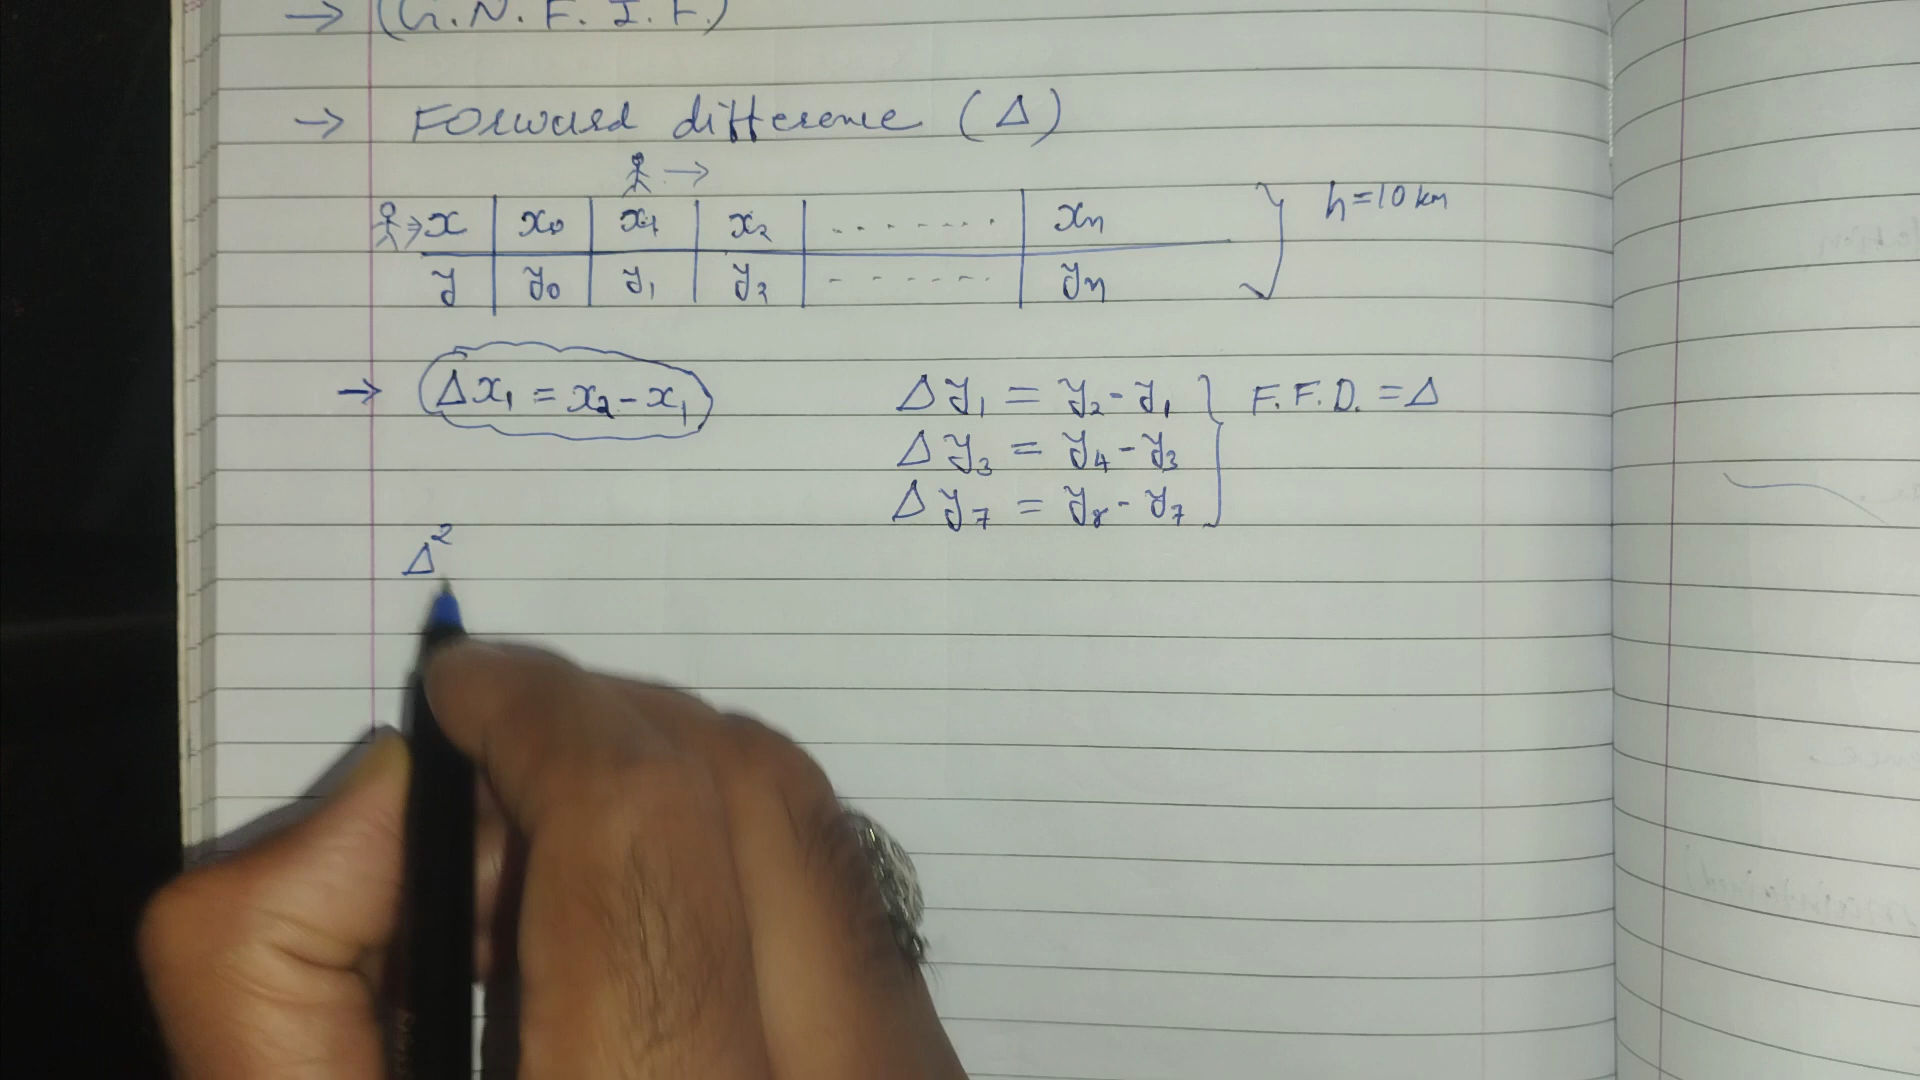 → (G.N.F.I.F.)
→ Forward difference (Δ)
→
→ x | x₀ | x₁ | x₂ | ....... | xₙ } h=10 km
y | y₀ | y₁ | y₂ | ....... | yₙ
→ Δx₁ = x₂-x₁
Δy₁ = y₂-y₁ } F.F.D. = Δ
Δy₃ = y₄-y₃
Δy₇ = y₈-y₇
Δ²